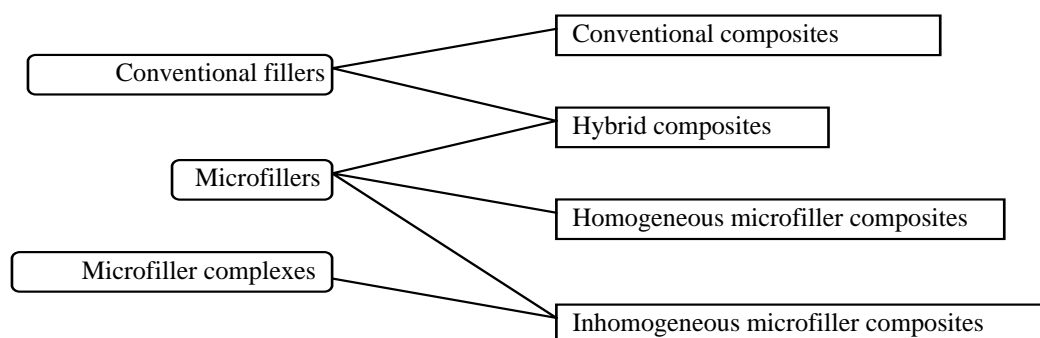 Conventional composites
Conventional fillers
Hybrid composites
Microfillers
Homogeneous microfiller composites
Microfiller complexes
Inhomogeneous microfiller composites